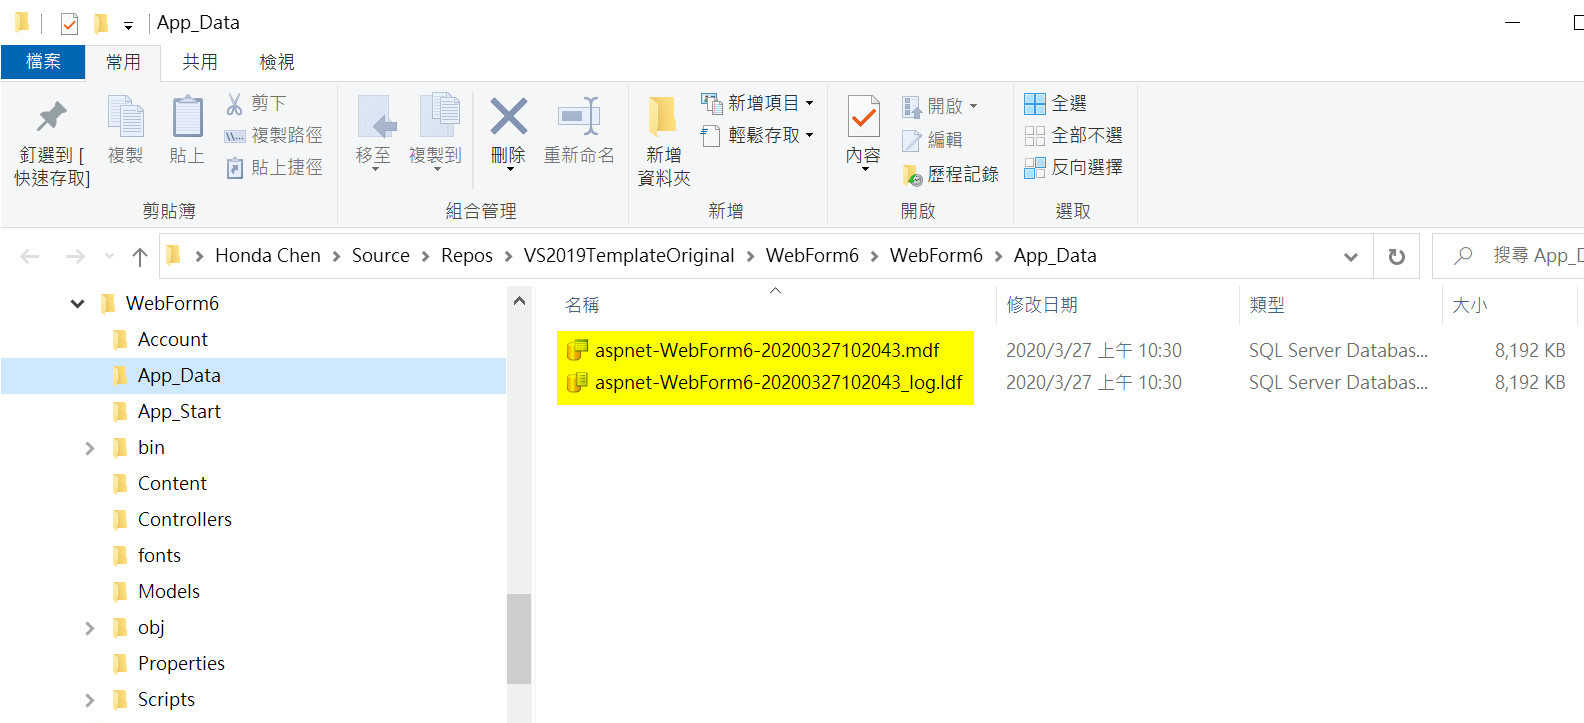 App_Data
檔案 常用 共用 檢視
釘選到 [
快速存取]
複製
貼上
剪下
複製路徑
貼上捷徑
剪貼簿
移至
複製到
刪除
重新命名
組合管理
新增
資料夾
新增項目
輕鬆存取
新增
內容
開啟
編輯
歷程記錄
開啟
全選
全部不選
反向選擇
選取
Honda Chen > Source > Repos > VS2019TemplateOriginal > WebForm6 > WebForm6 > App_Data
搜尋 App_D
WebForm6
Account
App_Data
App_Start
bin
Content
Controllers
fonts
Models
obj
Properties
Scripts
名稱 修改日期 類型 大小
aspnet-WebForm6-20200327102043.mdf 2020/3/27 上午 10:30 SQL Server Databas... 8,192 KB
aspnet-WebForm6-20200327102043_log.ldf 2020/3/27 上午 10:30 SQL Server Databas... 8,192 KB